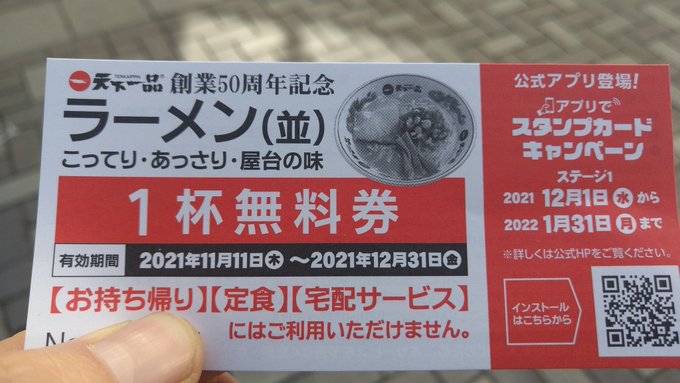 天下一品 創業50周年記念
TENKAIPPIN
ラーメン(並)
こってり・あっさり・屋台の味
1杯無料券
有効期間 2021年11月11日木 ~2021年12月31日金
【お持ち帰り】【定食】【宅配サービス】
にはご利用いただけません。
公式アプリ登場!
アプリで
スタンプカード
キャンペーン
ステージ1
2021 12月1日水から
2022 1月31日月まで
※詳しくは公式HPをご覧ください。
インストール
はこちらから